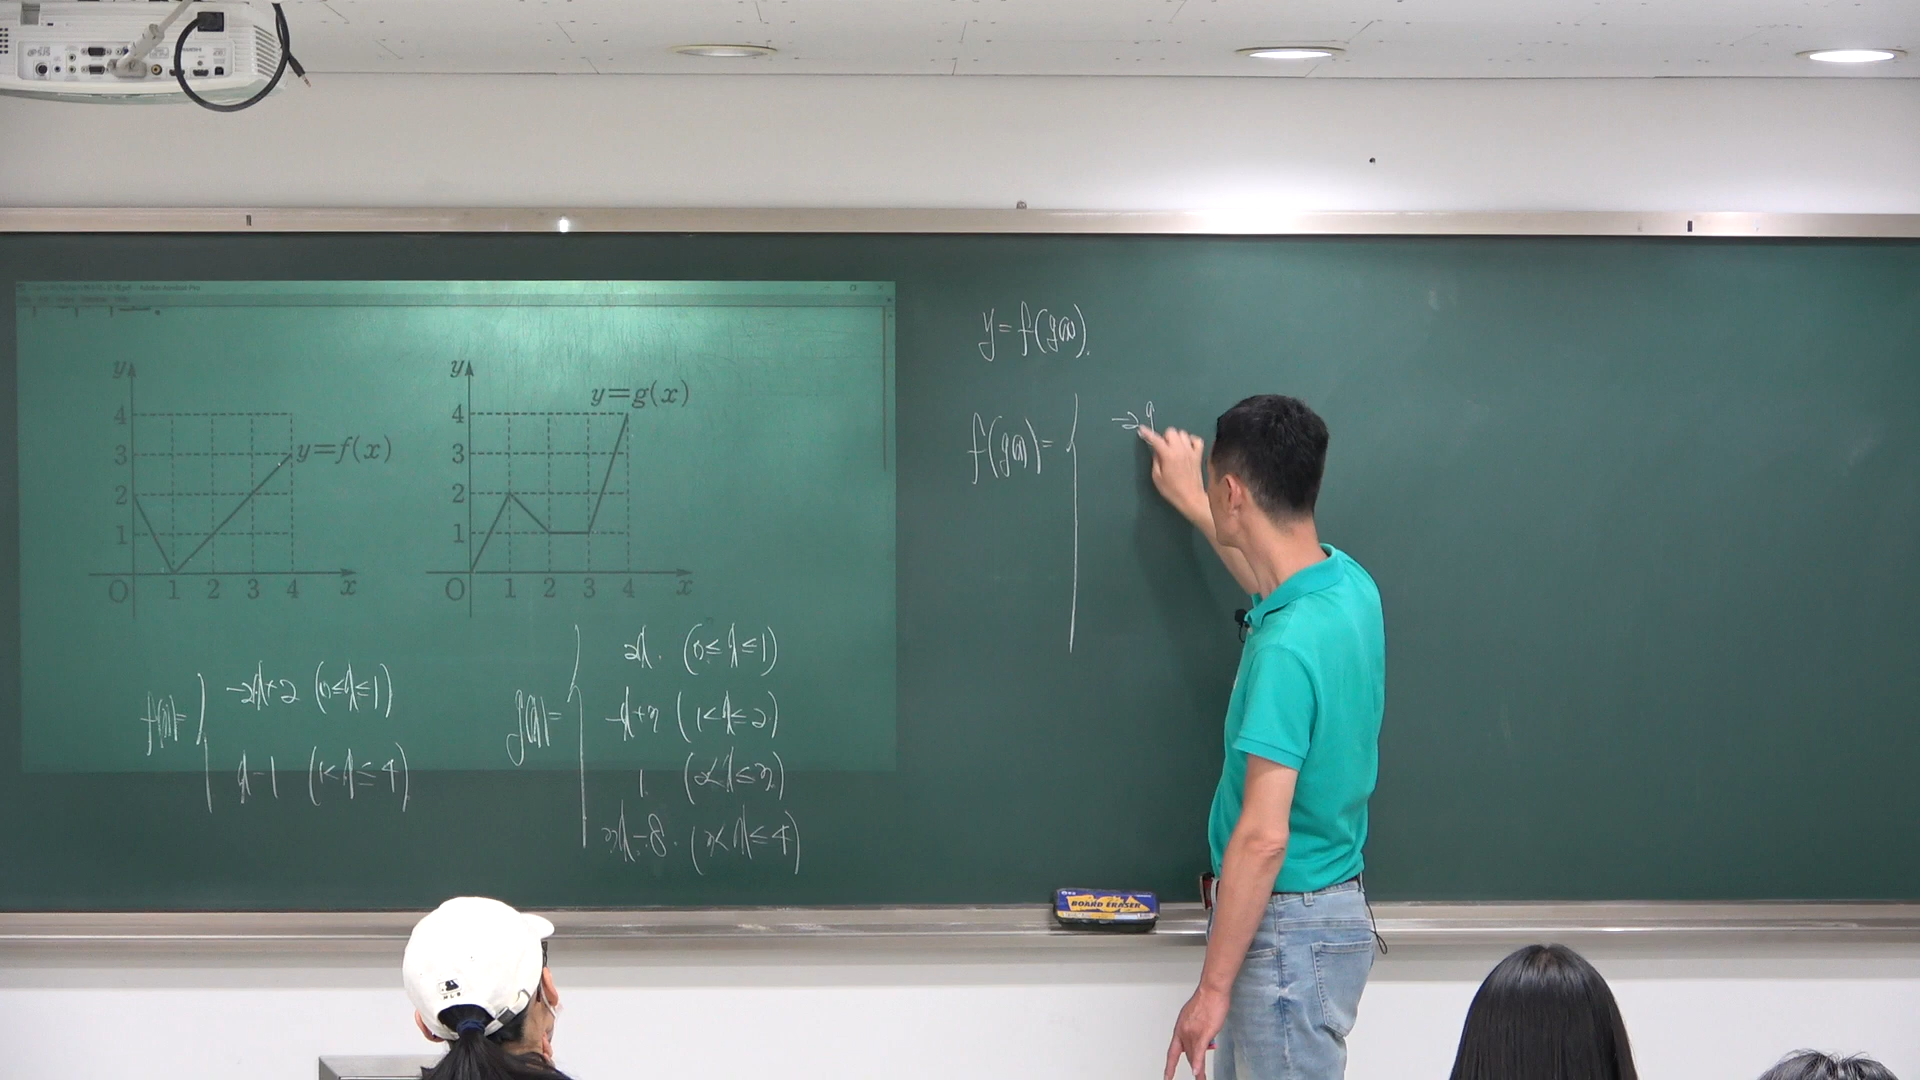 y
4
3
2
1
O 1 2 3 4 x
y=f(x)
y
4
3
2
1
O 1 2 3 4 x
y=g(x)
f(x)= -2x+2 (0≤x≤1)
x-1 (1<x≤4)
g(x)= 2x. (0≤x≤1)
-x+3 (1<x≤2)
1. (2<x≤3)
3x-8. (3<x≤4)
y=f(g(x)).
f(g(x))= -2g
BOARD ERASER
MLB